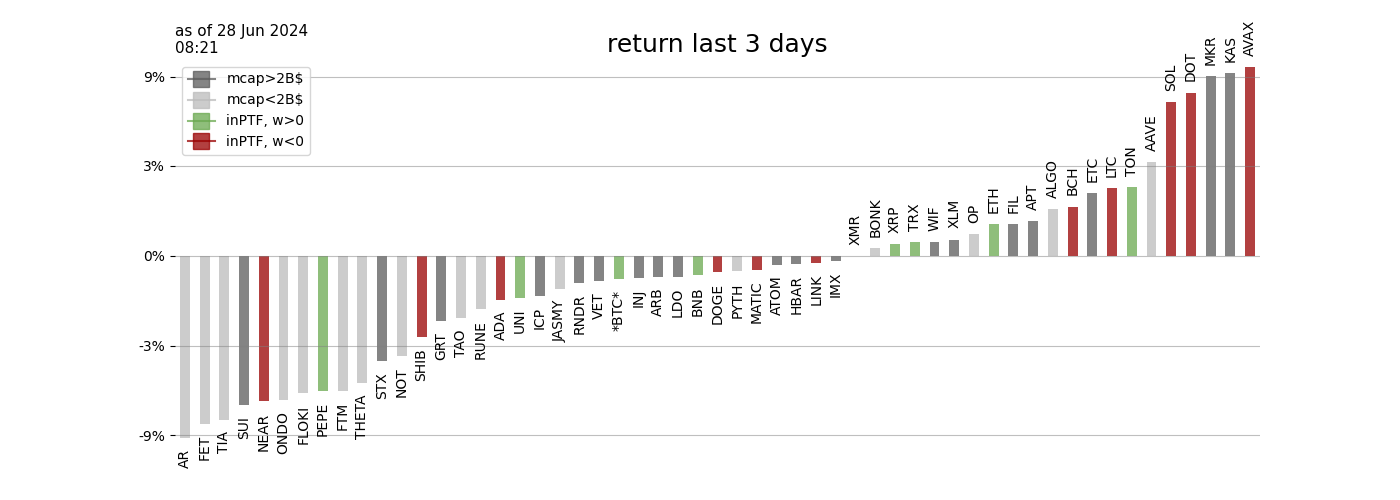 as of 28 Jun 2024
08:21
return last 3 days
mcap>2B$
mcap<2B$
inPTF, w>0
inPTF, w<0
9%
3%
0%
-3%
-9%
AR
FET
TIA
SUI
NEAR
ONDO
FLOKI
PEPE
FTM
THETA
STX
NOT
SHIB
GRT
TAO
RUNE
ADA
UNI
ICP
JASMY
RNDR
VET
*BTC*
INJ
ARB
LDO
BNB
DOGE
PYTH
MATIC
ATOM
HBAR
LINK
IMX
XMR
BONK
XRP
TRX
WIF
XLM
OP
ETH
FIL
APT
ALGO
BCH
ETC
LTC
TON
AAVE
SOL
DOT
MKR
KAS
AVAX